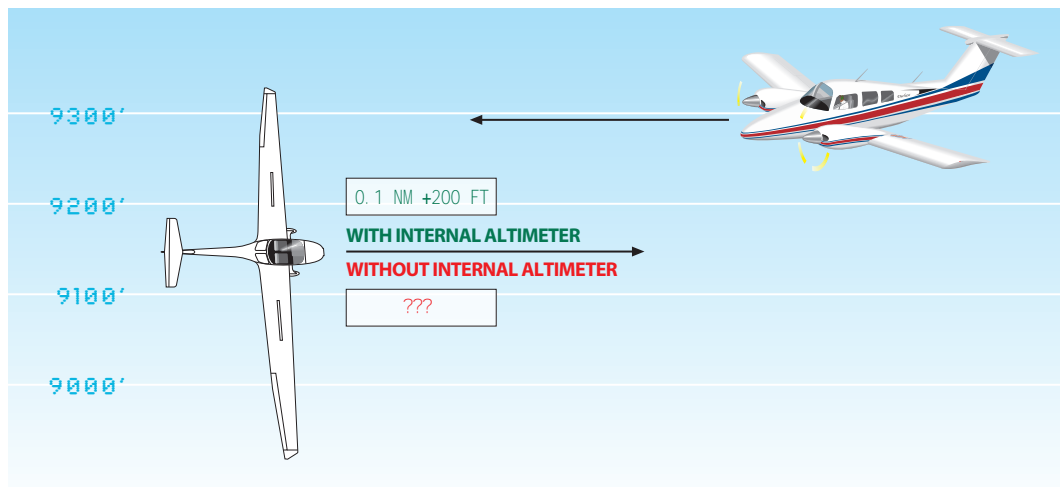 9300’
9200’
0.1 NM +200 FT
WITH INTERNAL ALTIMETER
WITHOUT INTERNAL ALTIMETER
9100’
???
9000’